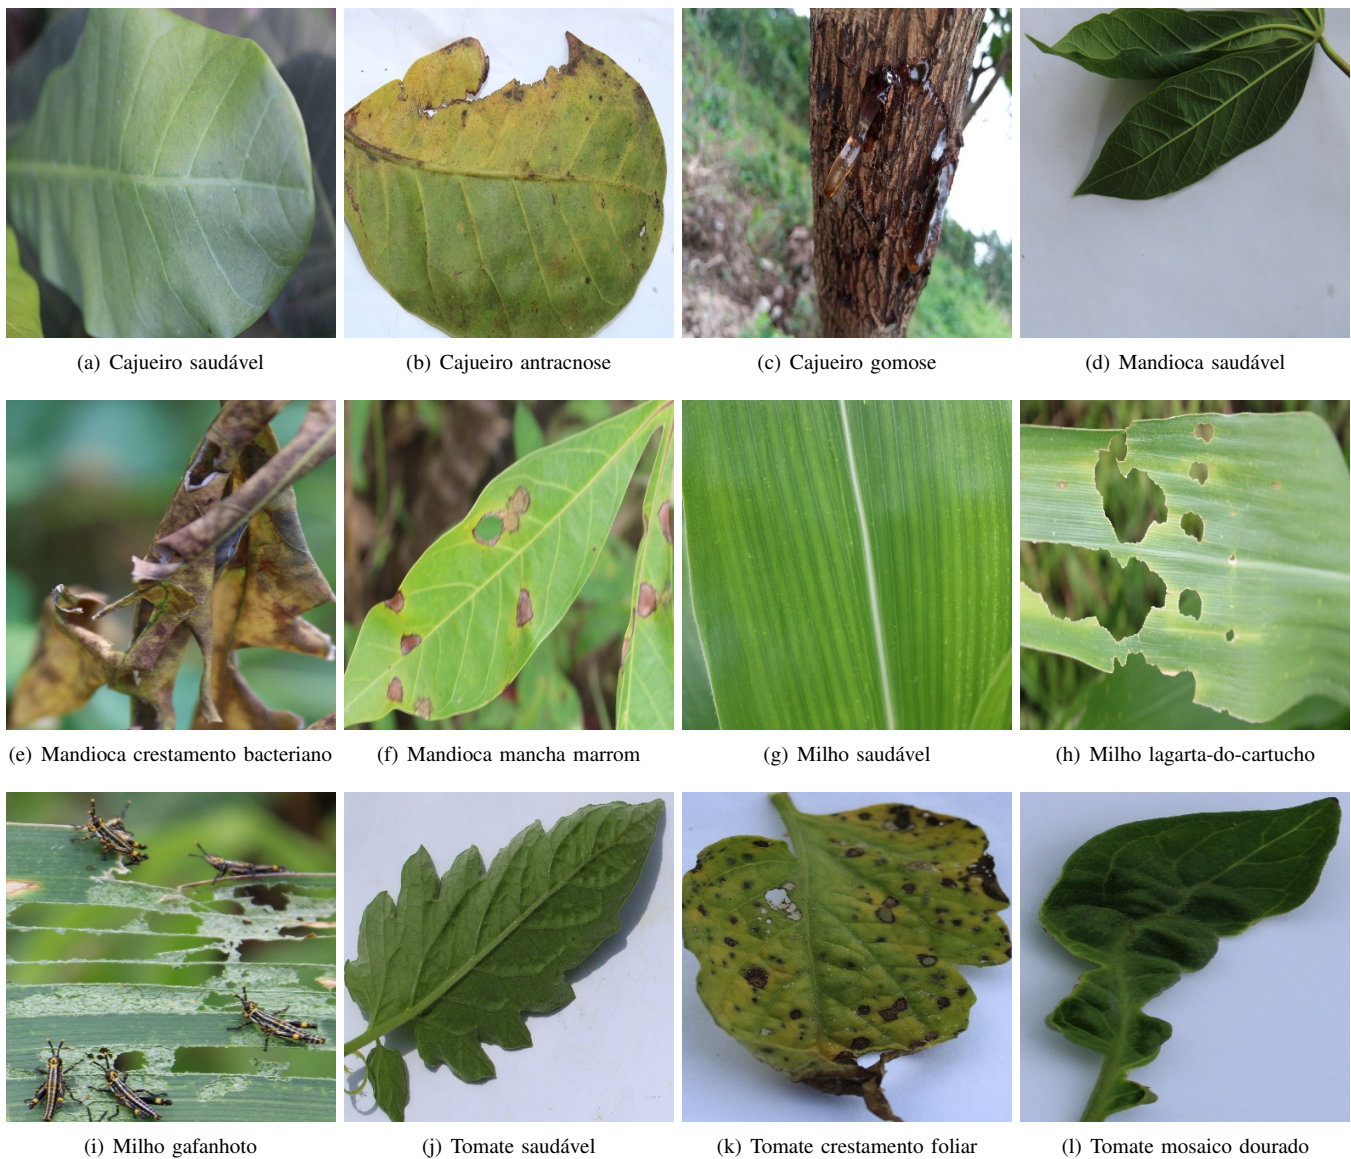 (a) Cajueiro saudável
(b) Cajueiro antracnose
(c) Cajueiro gomose
(d) Mandioca saudável
(e) Mandioca crestamento bacteriano
(f) Mandioca mancha marrom
(g) Milho saudável
(h) Milho lagarta-do-cartucho
(i) Milho gafanhoto
(j) Tomate saudável
(k) Tomate crestamento foliar
(l) Tomate mosaico dourado